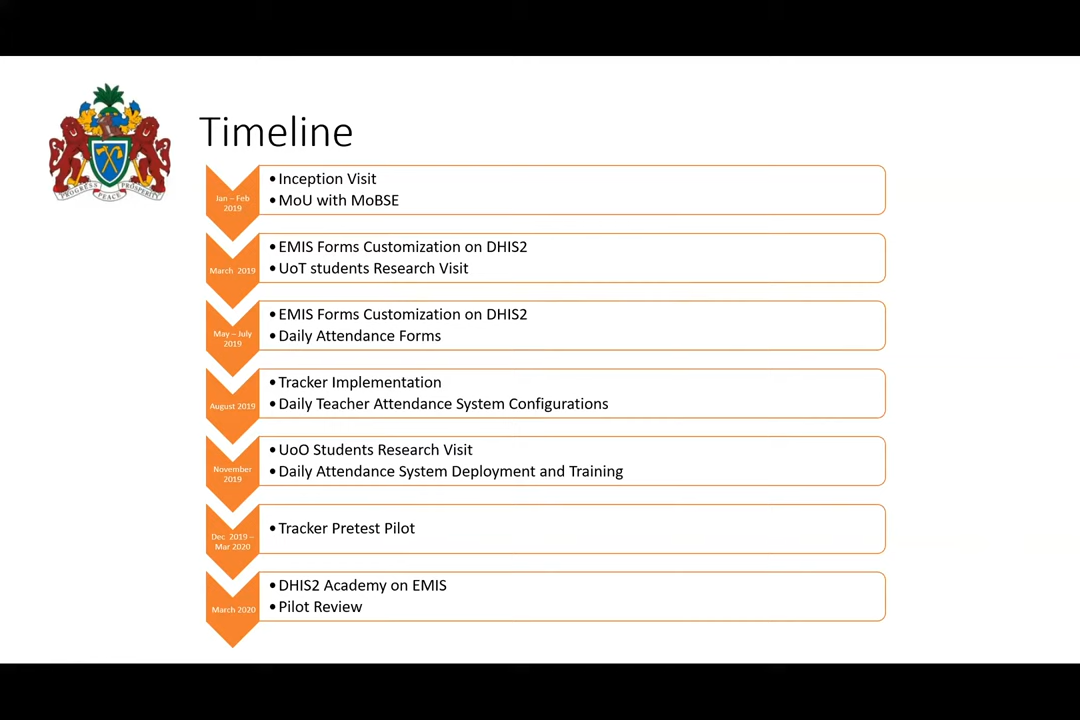 Timeline
PROGRESS PEACE PROSPERITY
Jan – Feb
2019
•Inception Visit
•MoU with MoBSE
March 2019
•EMIS Forms Customization on DHIS2
•UoT students Research Visit
May – July
2019
•EMIS Forms Customization on DHIS2
•Daily Attendance Forms
August 2019
•Tracker Implementation
•Daily Teacher Attendance System Configurations
November
2019
•UoO Students Research Visit
•Daily Attendance System Deployment and Training
Dec 2019 –
Mar 2020
•Tracker Pretest Pilot
March 2020
•DHIS2 Academy on EMIS
•Pilot Review